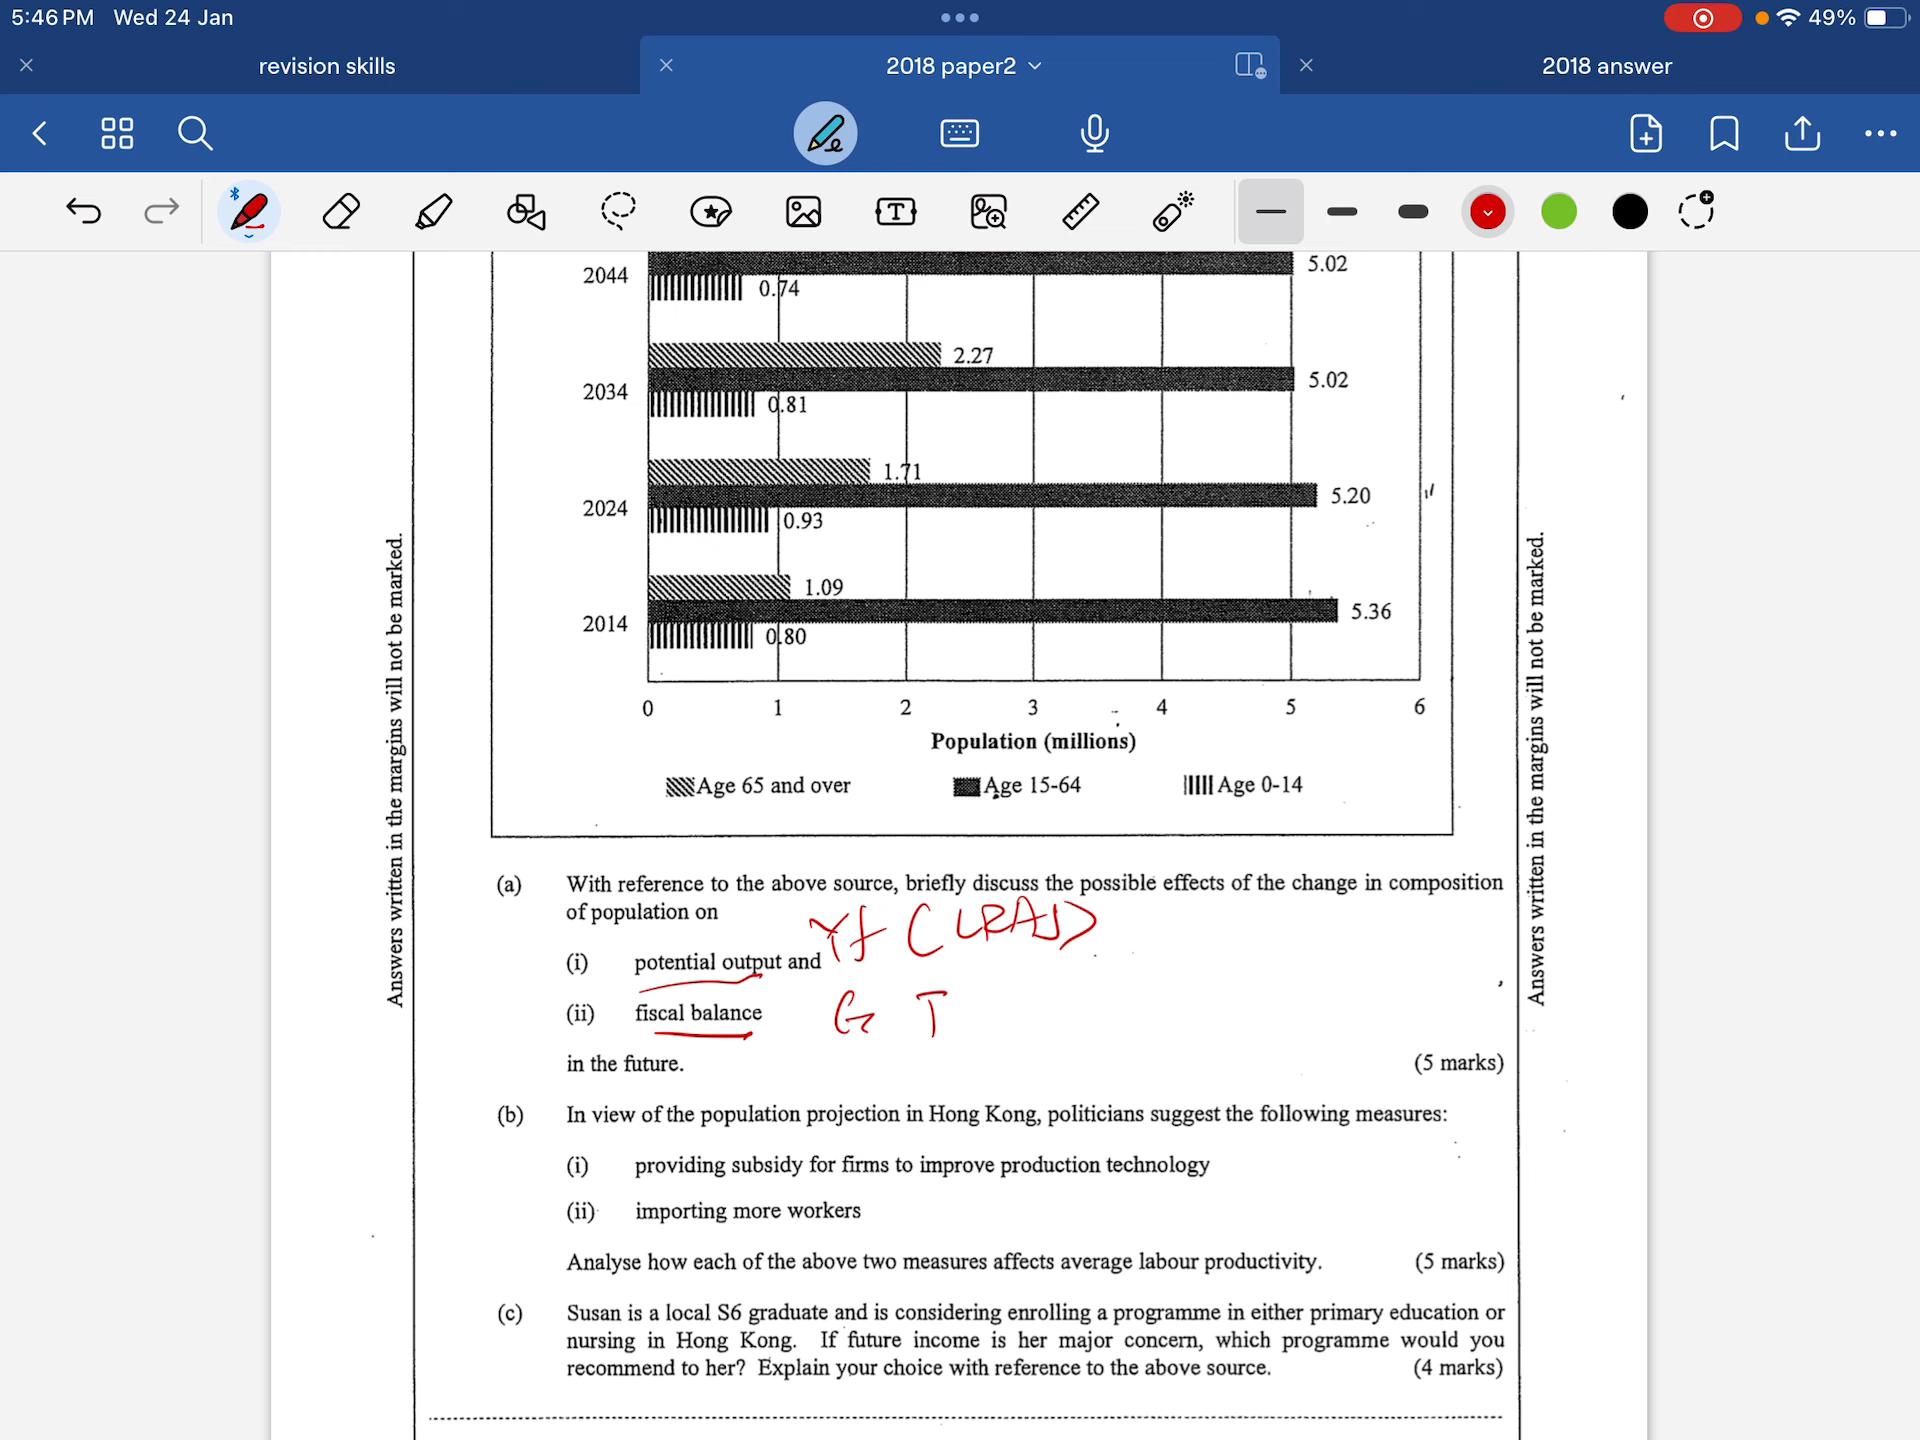 5:46 PM Wed 24 Jan
49%
revision skills
2018 paper2
2018 answer
5.02
2044
0.74
2.27
2034
5.02
0.81
1.71
5.20
2024
0.93
1.09
5.36
2014
0.80
0 1 2 3 4 5 6
Population (millions)
Age 65 and over Age 15-64 Age 0-14
Answers written in the margins will not be marked.
Answers written in the margins will not be marked.
(a) With reference to the above source, briefly discuss the possible effects of the change in composition
of population on
Yf (LRAS)
(i) potential output and
(ii) fiscal balance G T
in the future. (5 marks)
(b) In view of the population projection in Hong Kong, politicians suggest the following measures:
(i) providing subsidy for firms to improve production technology
(ii) importing more workers
Analyse how each of the above two measures affects average labour productivity. (5 marks)
(c) Susan is a local S6 graduate and is considering enrolling a programme in either primary education or
nursing in Hong Kong. If future income is her major concern, which programme would you
recommend to her? Explain your choice with reference to the above source. (4 marks)